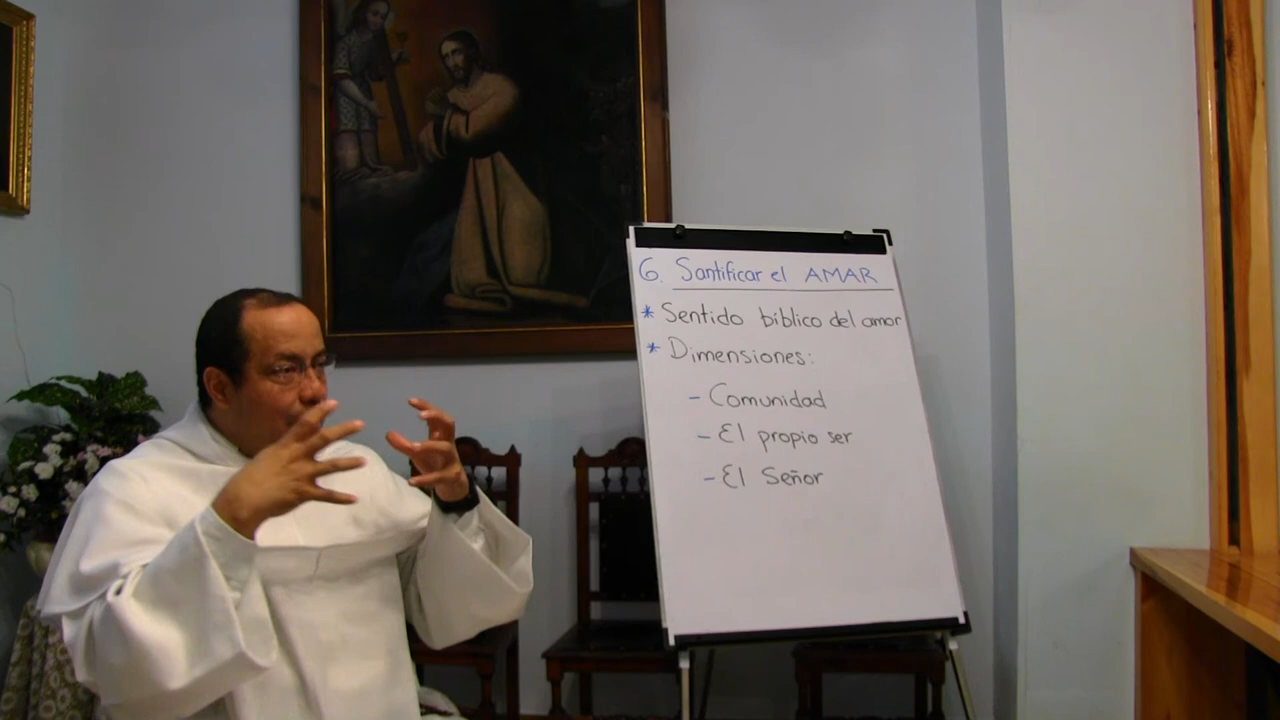 6. Santificar el AMAR
* Sentido bíblico del amor
* Dimensiones:
- Comunidad
- El propio ser
- El Señor